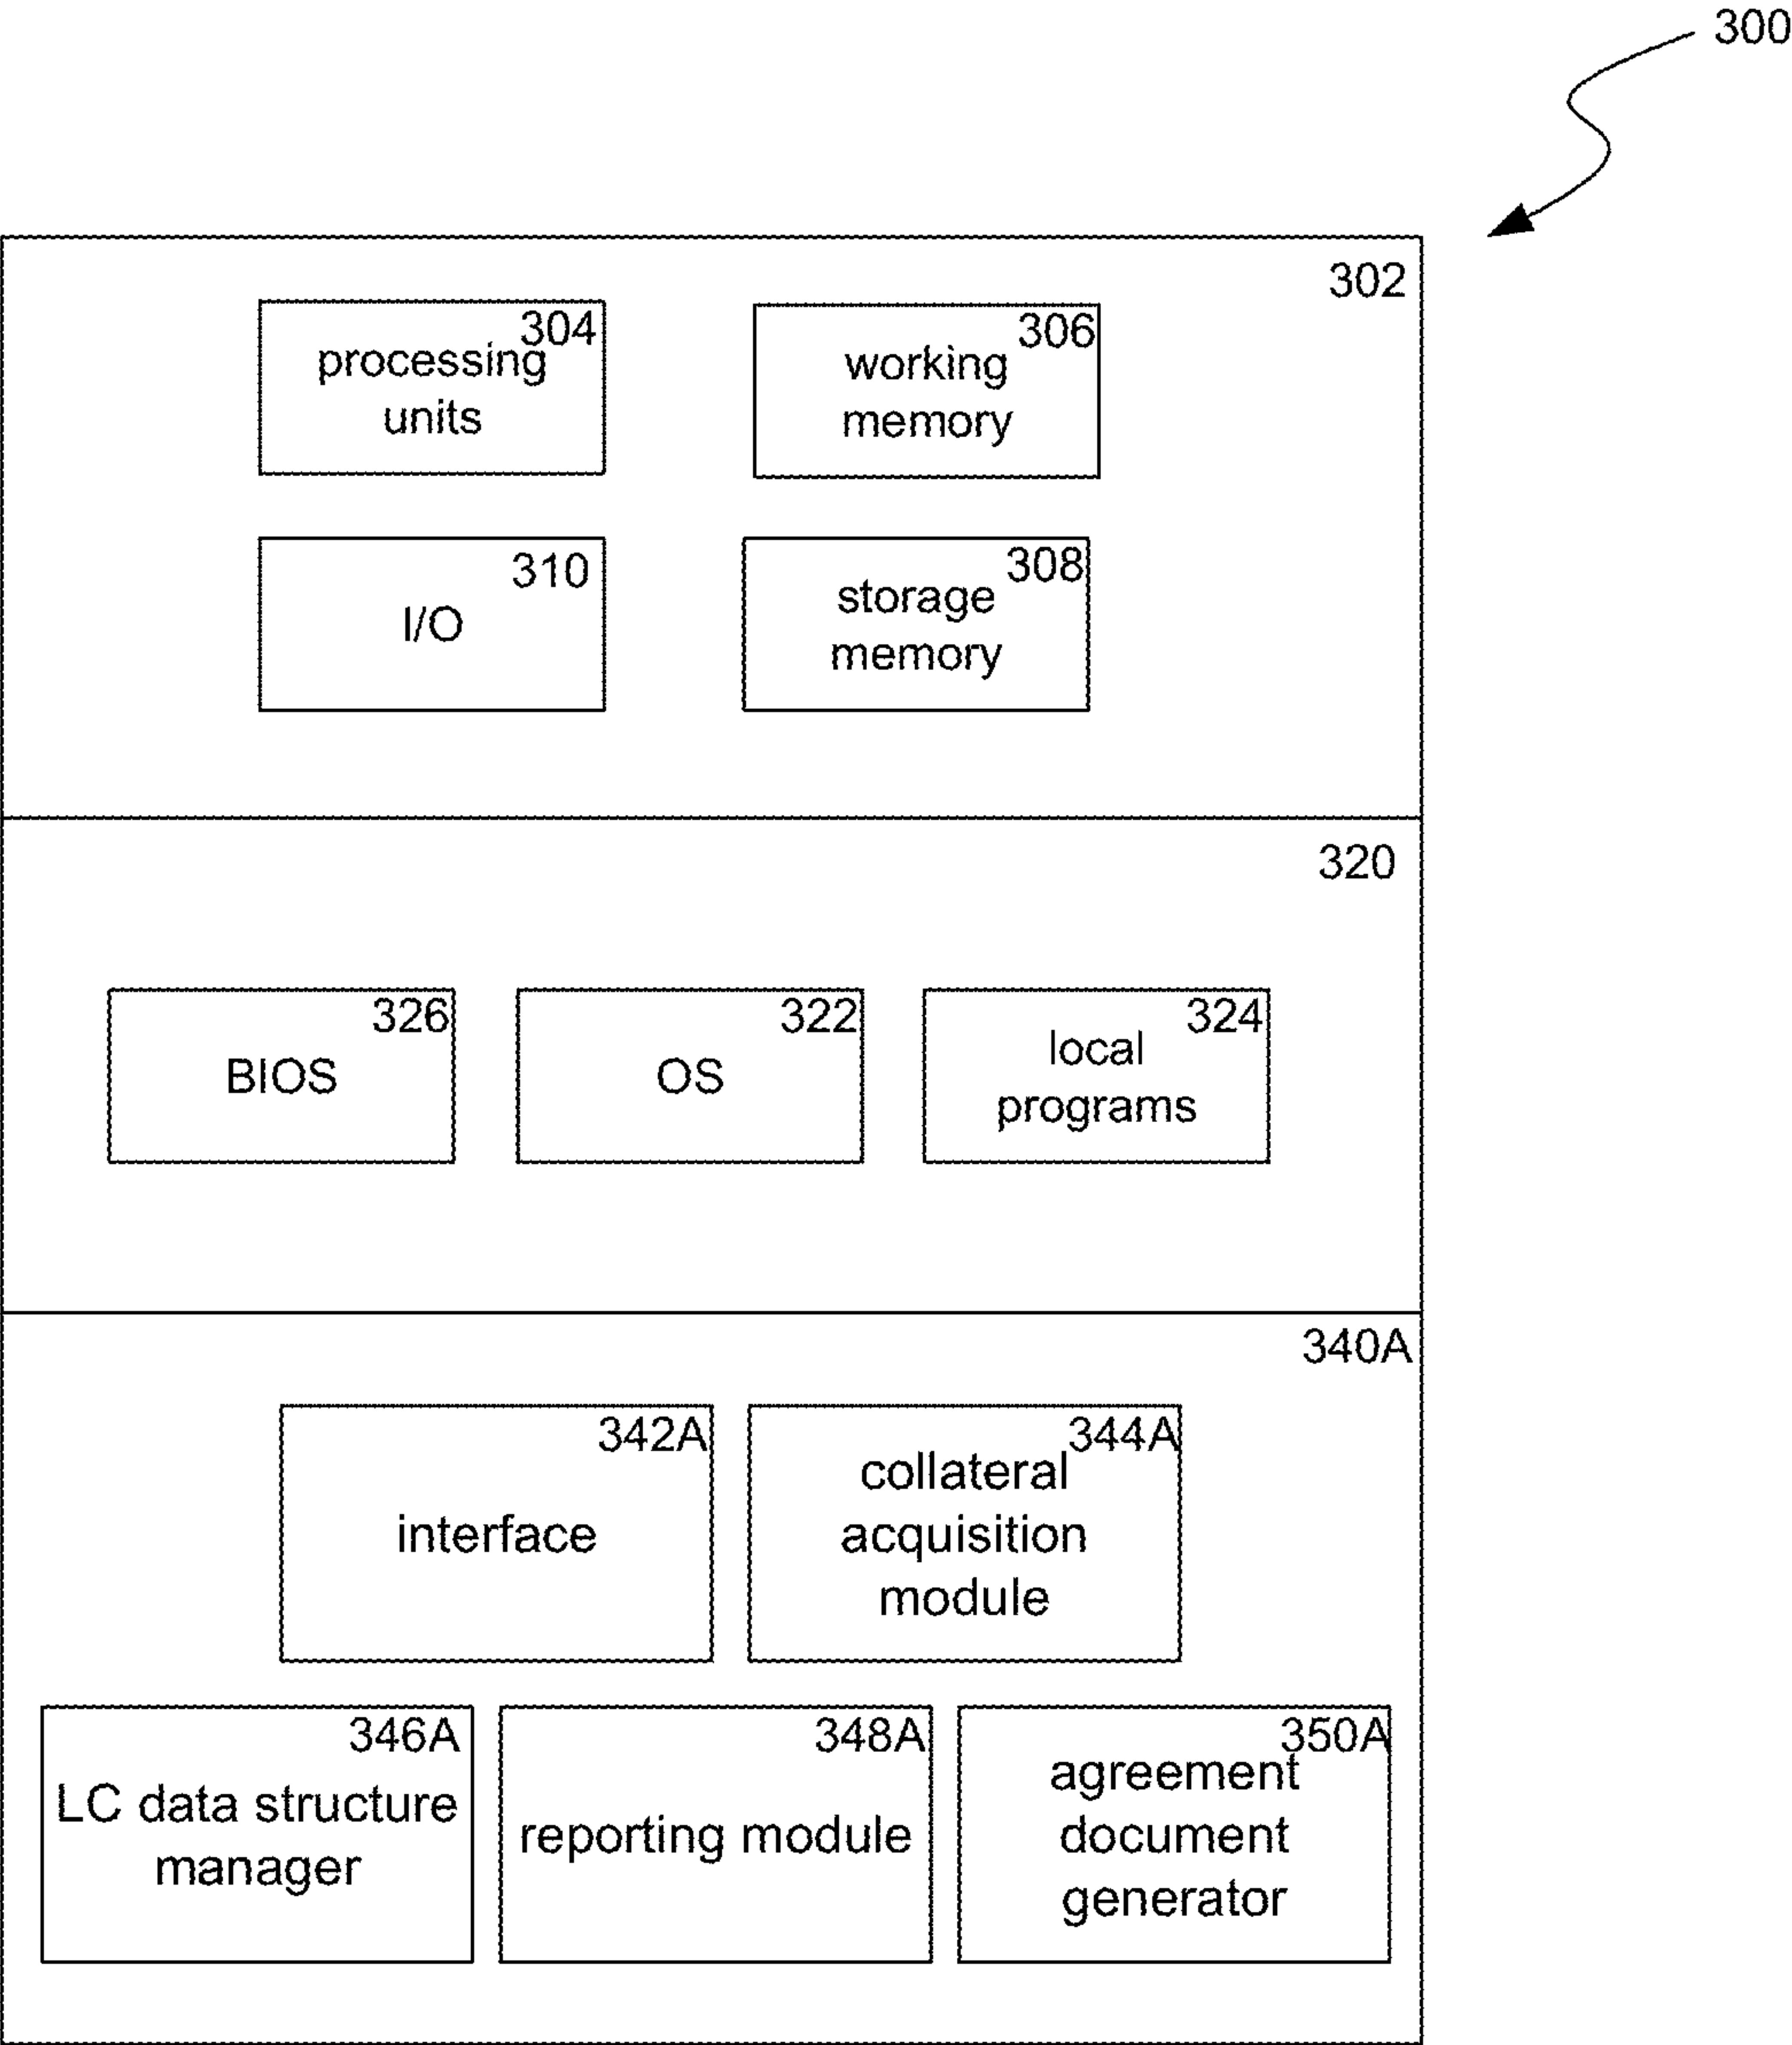 300
302
304
processing
units
306
working
memory
310
I/O
308
storage
memory
320
326
BIOS
322
OS
324
local
programs
340A
342A
interface
344A
collateral
acquisition
module
346A
LC data structure
manager
348A
reporting module
350A
agreement
document
generator